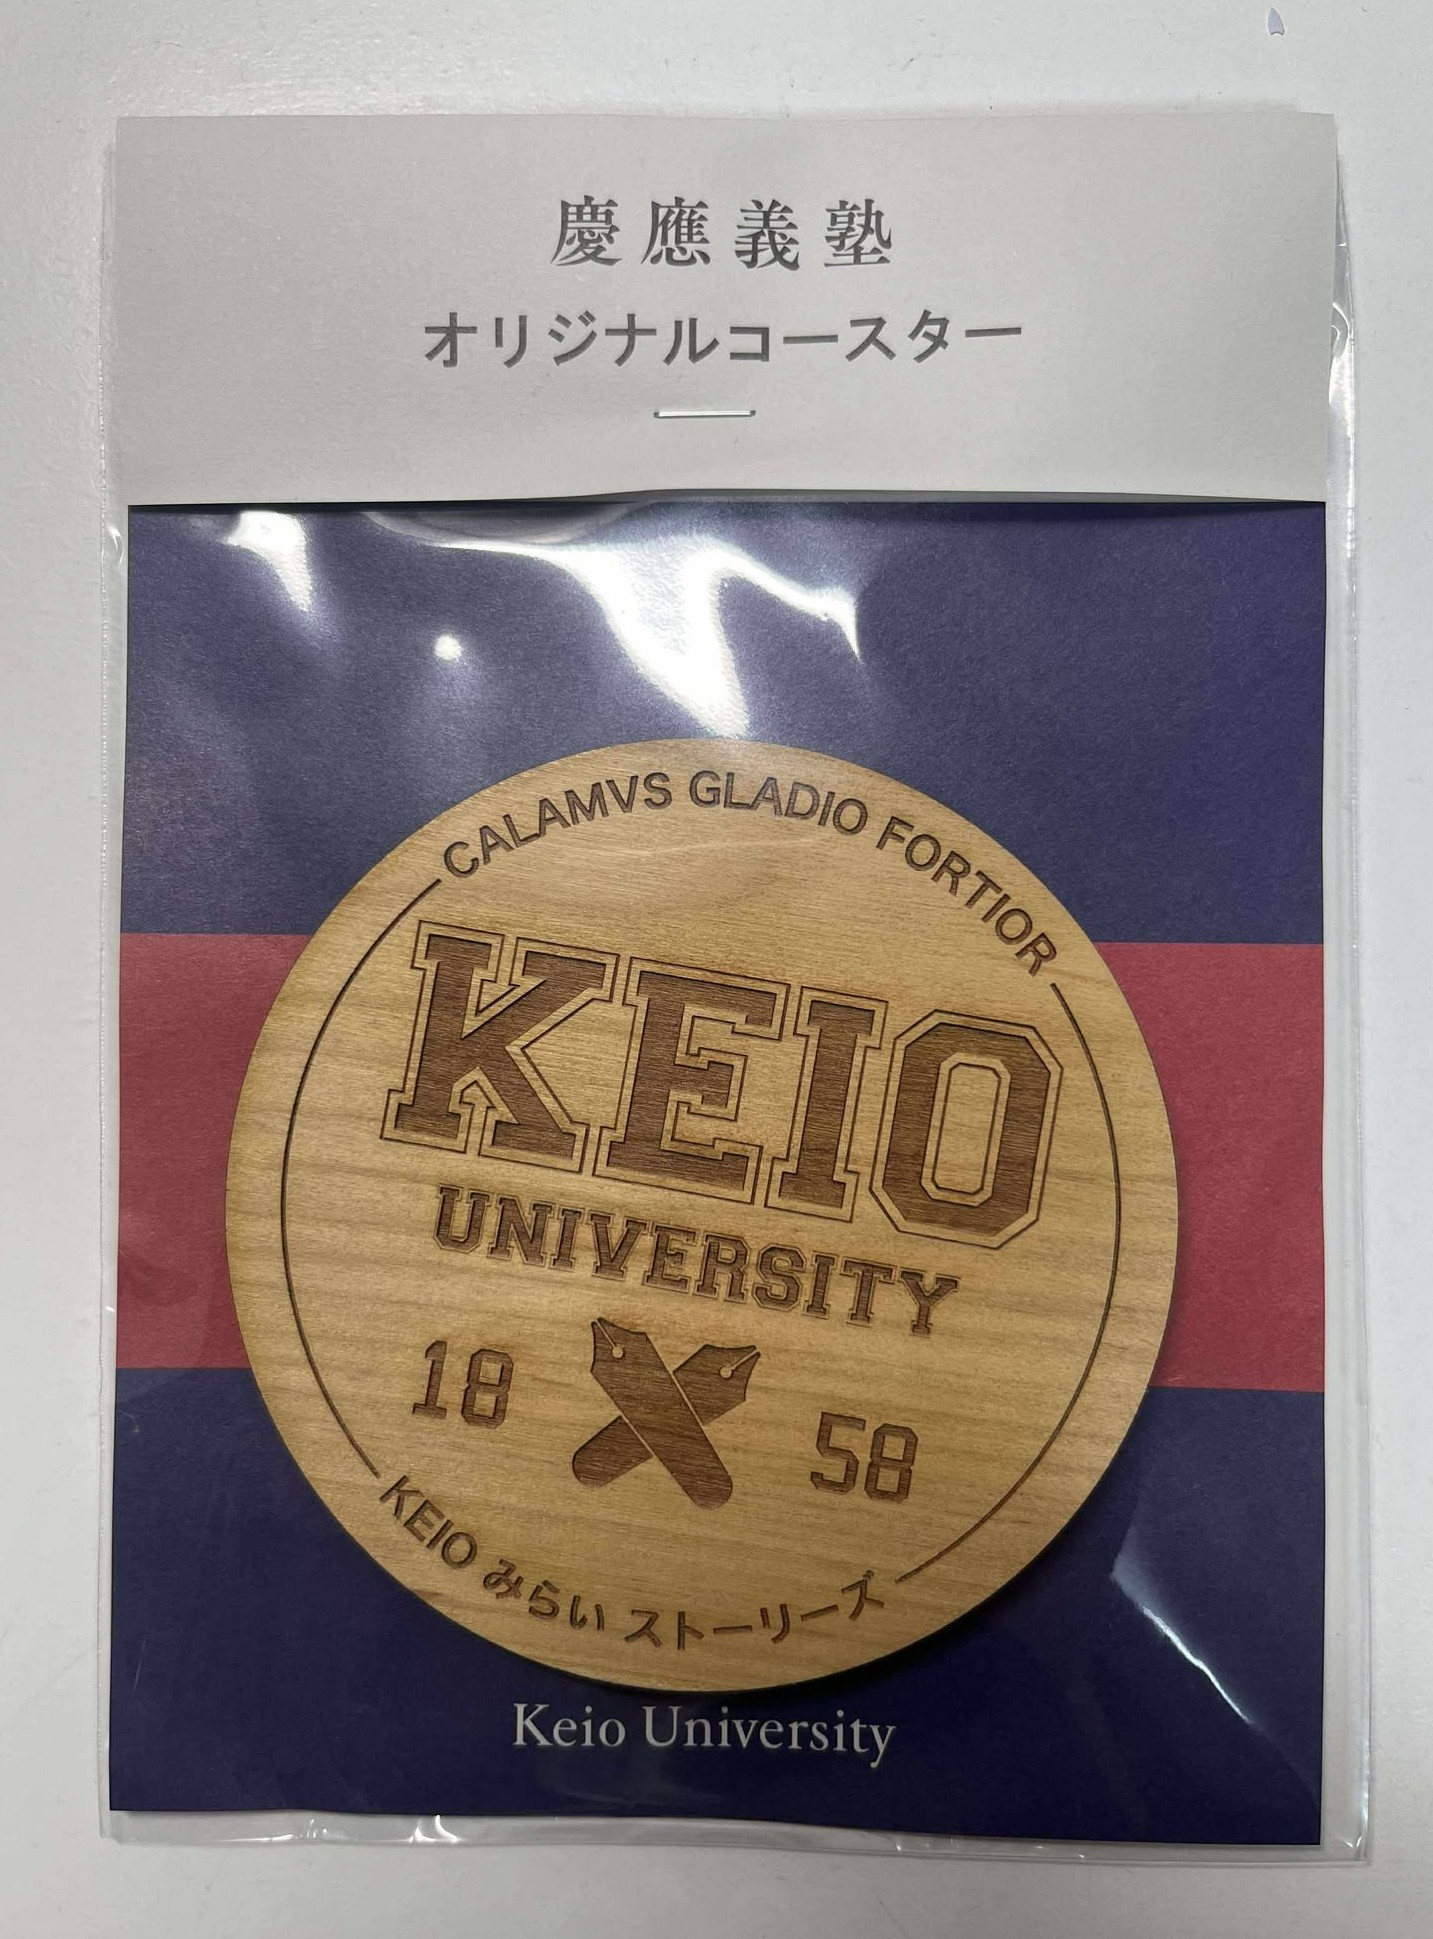 慶應義塾
オリジナルコースター
CALAMVS GLADIO FORTIOR
KEIO
UNIVERSITY
18 58
KEIO みらい ストーリーズ
Keio University